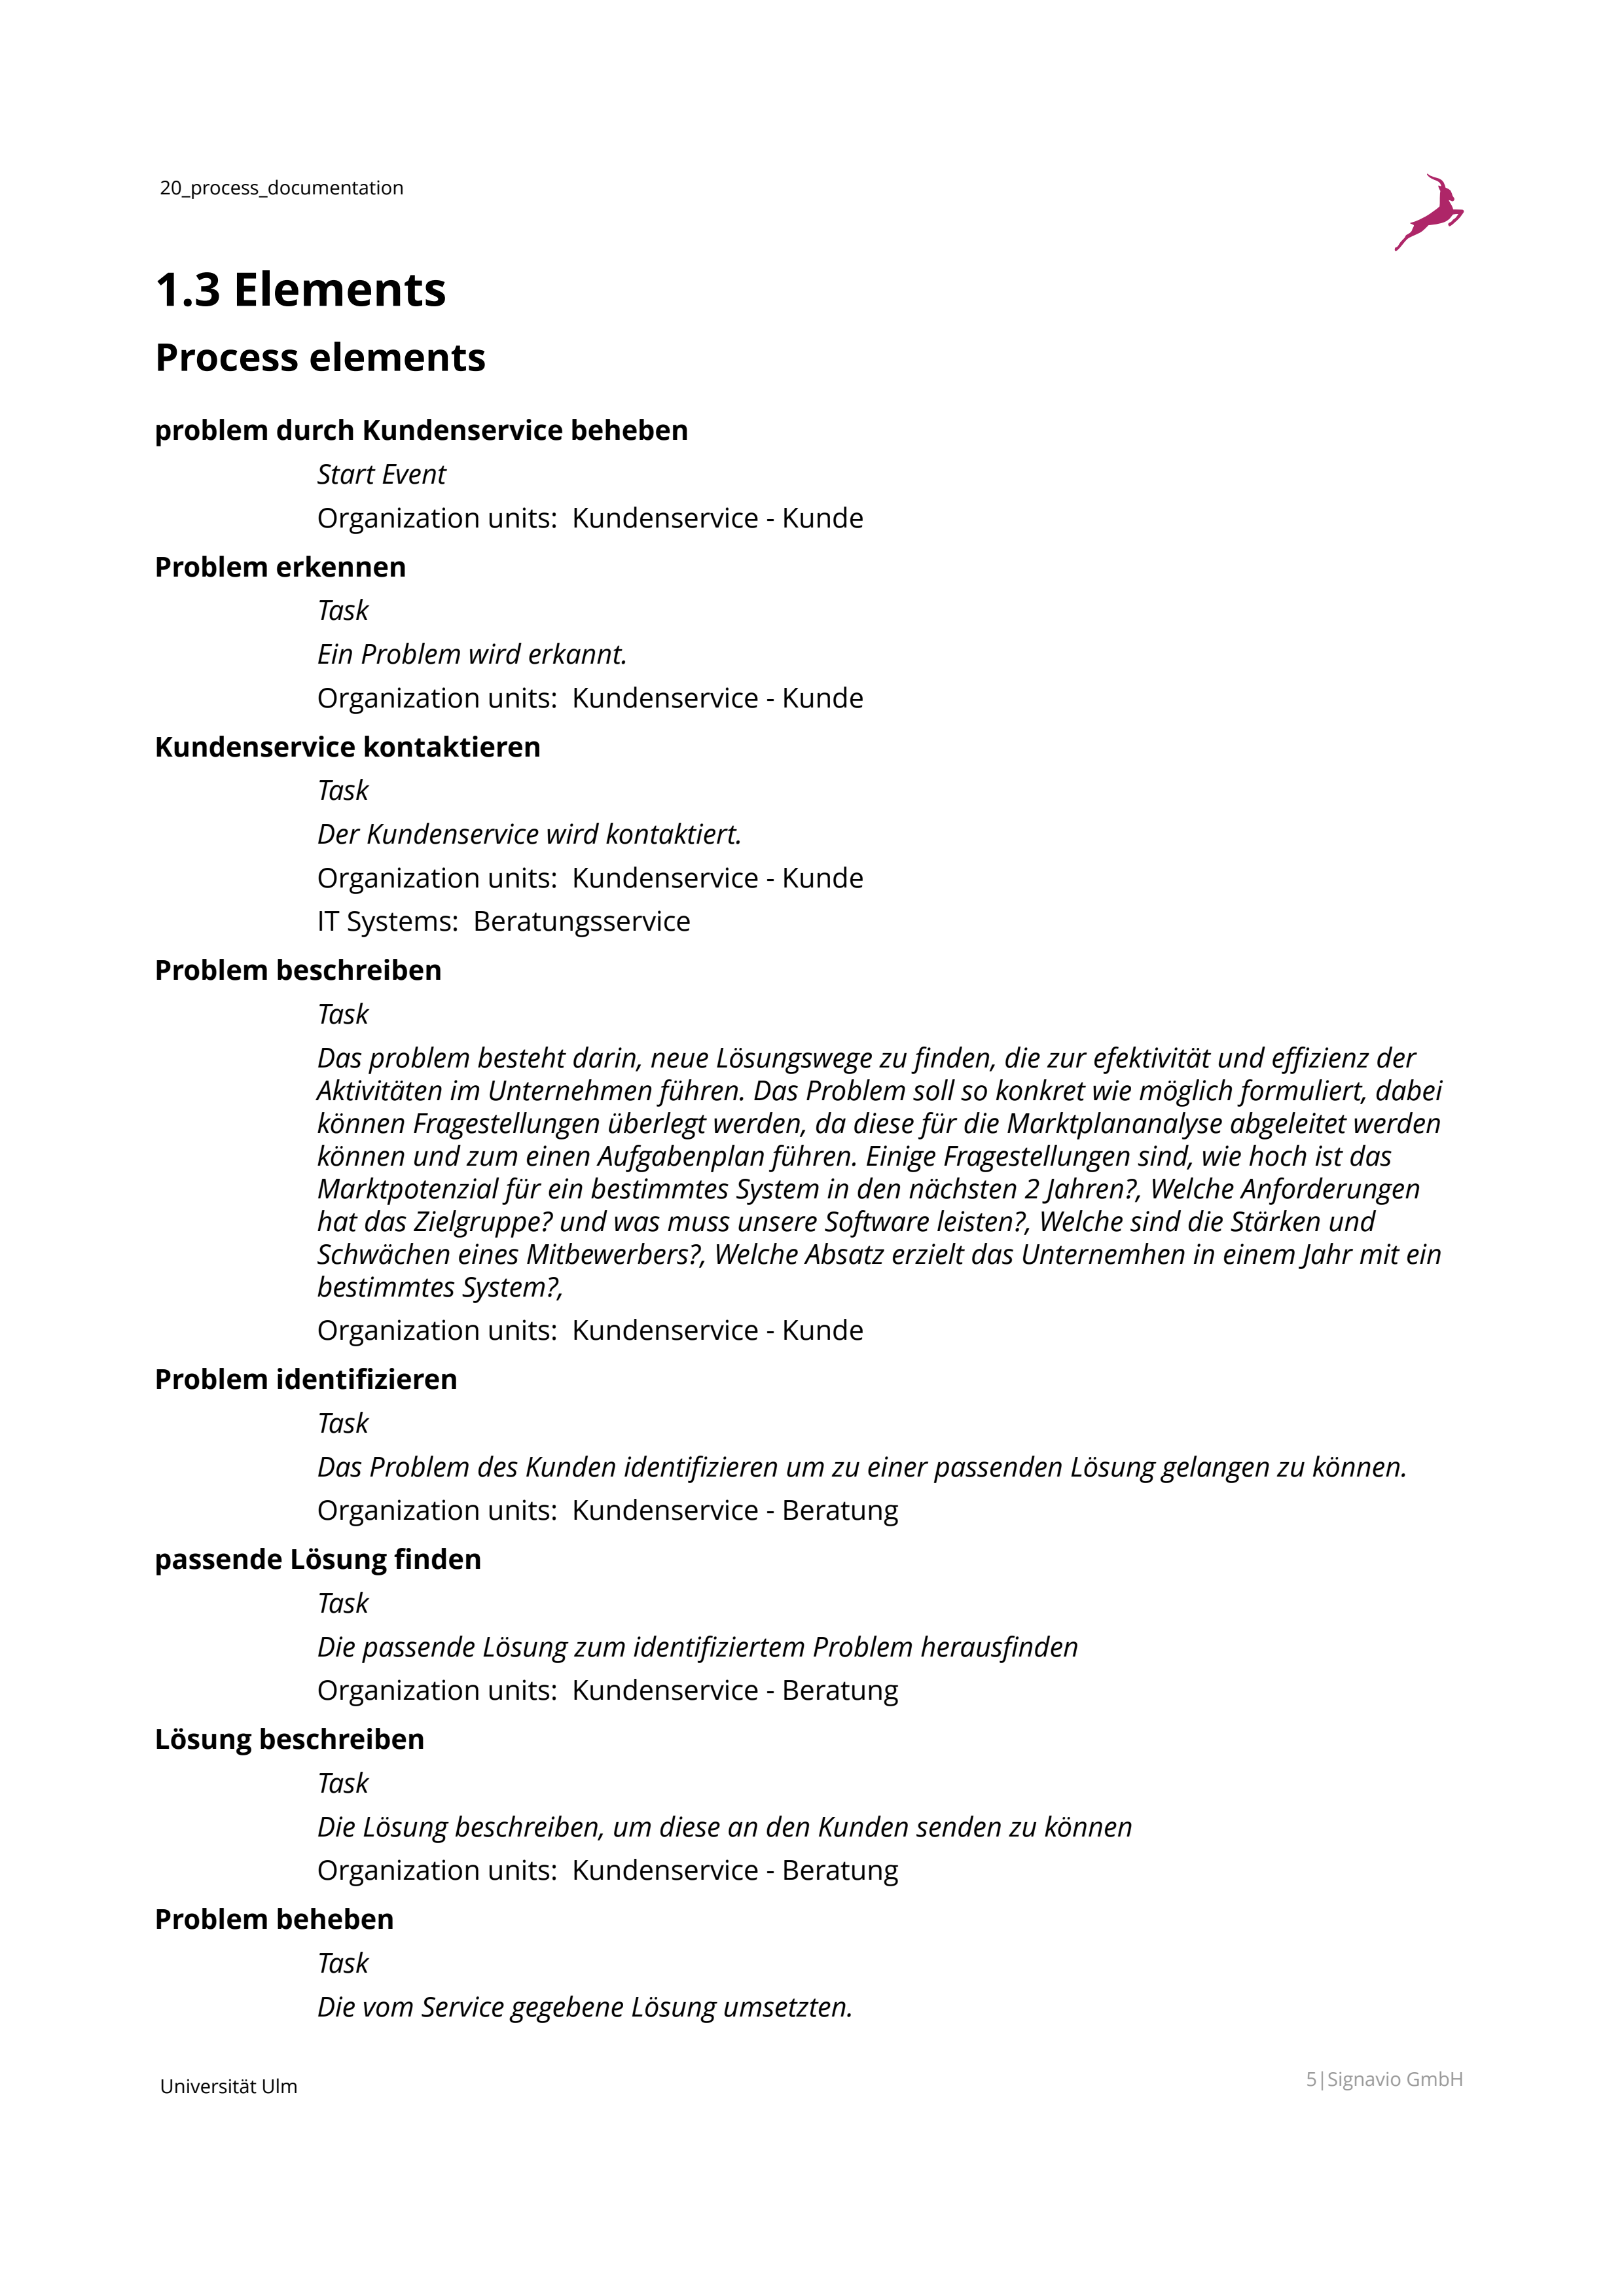 20_process_documentation
1.3 Elements
Process elements
problem durch Kundenservice beheben
Start Event
Organization units:  Kundenservice - Kunde
Problem erkennen
Task
Ein Problem wird erkannt.
Organization units:  Kundenservice - Kunde
Kundenservice kontaktieren
Task
Der Kundenservice wird kontaktiert.
Organization units:  Kundenservice - Kunde
IT Systems:  Beratungsservice
Problem beschreiben
Task
Das problem besteht darin, neue Lösungswege zu finden, die zur efektivität und effizienz der
Aktivitäten im Unternehmen führen. Das Problem soll so konkret wie möglich formuliert, dabei
können Fragestellungen überlegt werden, da diese für die Marktplananalyse abgeleitet werden
können und zum einen Aufgabenplan führen. Einige Fragestellungen sind, wie hoch ist das
Marktpotenzial für ein bestimmtes System in den nächsten 2 Jahren?, Welche Anforderungen
hat das Zielgruppe? und was muss unsere Software leisten?, Welche sind die Stärken und
Schwächen eines Mitbewerbers?, Welche Absatz erzielt das Unternemhen in einem Jahr mit ein
bestimmtes System?,
Organization units:  Kundenservice - Kunde
Problem identifizieren
Task
Das Problem des Kunden identifizieren um zu einer passenden Lösung gelangen zu können.
Organization units:  Kundenservice - Beratung
passende Lösung finden
Task
Die passende Lösung zum identifiziertem Problem herausfinden
Organization units:  Kundenservice - Beratung
Lösung beschreiben
Task
Die Lösung beschreiben, um diese an den Kunden senden zu können
Organization units:  Kundenservice - Beratung
Problem beheben
Task
Die vom Service gegebene Lösung umsetzten.
Universität Ulm
5|Signavio GmbH